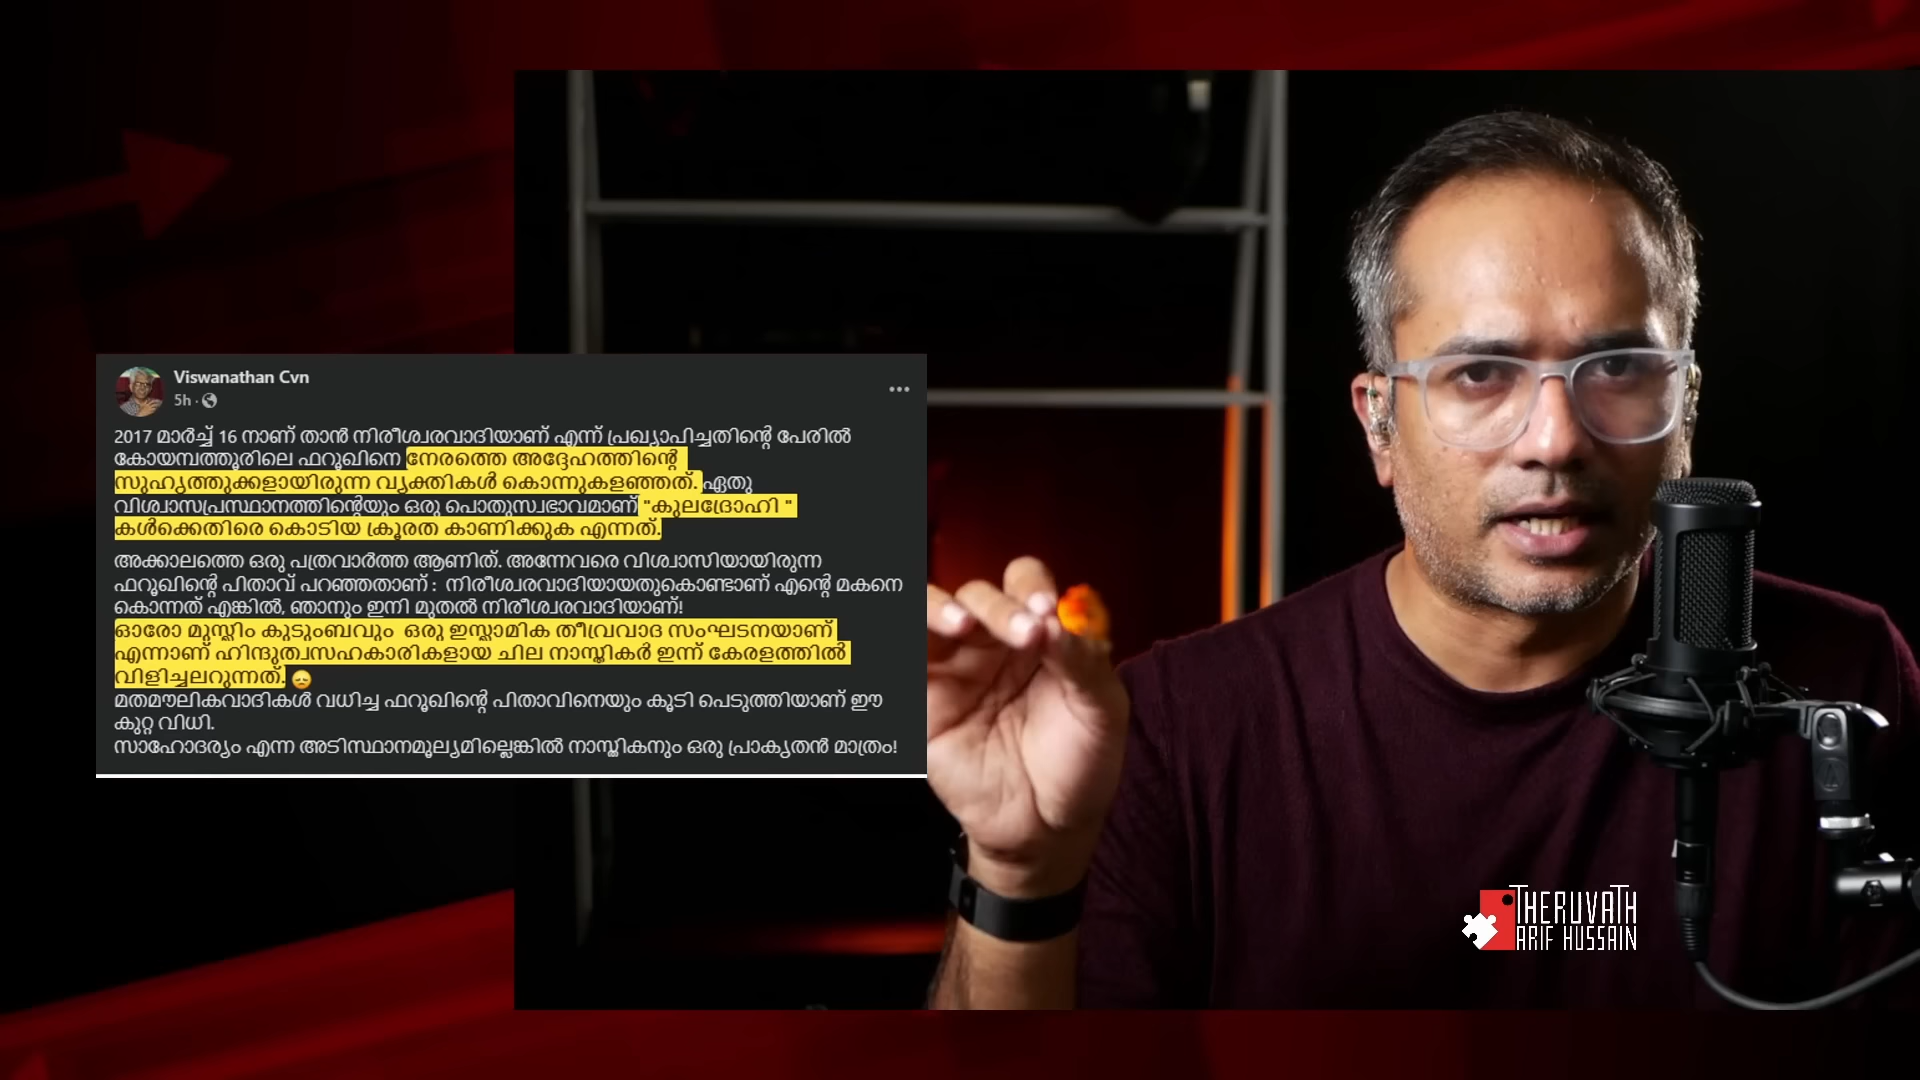 Viswanathan Cvn
5h ·
2017 മാർച്ച് 16 നാണ് താൻ നിരീശ്വരവാദിയാണ് എന്ന് പ്രഖ്യാപിച്ചതിന്റെ പേരിൽ
കോയമ്പത്തൂരിലെ ഫറൂഖിനെ നേരത്തെ അദ്ദേഹത്തിന്റെ
സുഹൃത്തുക്കളായിരുന്ന വ്യക്തികൾ കൊന്നുകളഞ്ഞത്. ഏതു
വിശ്വാസപ്രസ്ഥാനത്തിന്റെയും ഒരു പൊതുസ്വഭാവമാണ് "കുലദ്രോഹി "
കൾക്കെതിരെ കൊടിയ ക്രൂരത കാണിക്കുക എന്നത്.
അക്കാലത്തെ ഒരു പത്രവാർത്ത ആണിത്. അന്നേവരെ വിശ്വാസിയായിരുന്ന
ഫറൂഖിന്റെ പിതാവ് പറഞ്ഞതാണ് : നിരീശ്വരവാദിയായതുകൊണ്ടാണ് എന്റെ മകനെ
കൊന്നത് എങ്കിൽ, ഞാനും ഇനി മുതൽ നിരീശ്വരവാദിയാണ്!
ഓരോ മുസ്ലിം കുടുംബവും ഒരു ഇസ്ലാമിക തീവ്രവാദ സംഘടനയാണ്
എന്നാണ് ഹിന്ദുത്വസഹകാരികളായ ചില നാസ്തികർ ഇന്ന് കേരളത്തിൽ
വിളിച്ചലറുന്നത്. 😞
മതമൗലികവാദികൾ വധിച്ച ഫറൂഖിന്റെ പിതാവിനെയും കൂടി പെടുത്തിയാണ് ഈ
കുറ്റ വിധി.
സാഹോദര്യം എന്ന അടിസ്ഥാനമൂല്യമില്ലെങ്കിൽ നാസ്തികനും ഒരു പ്രാകൃതൻ മാത്രം!
THERUVATH
ARIF HUSSAIN